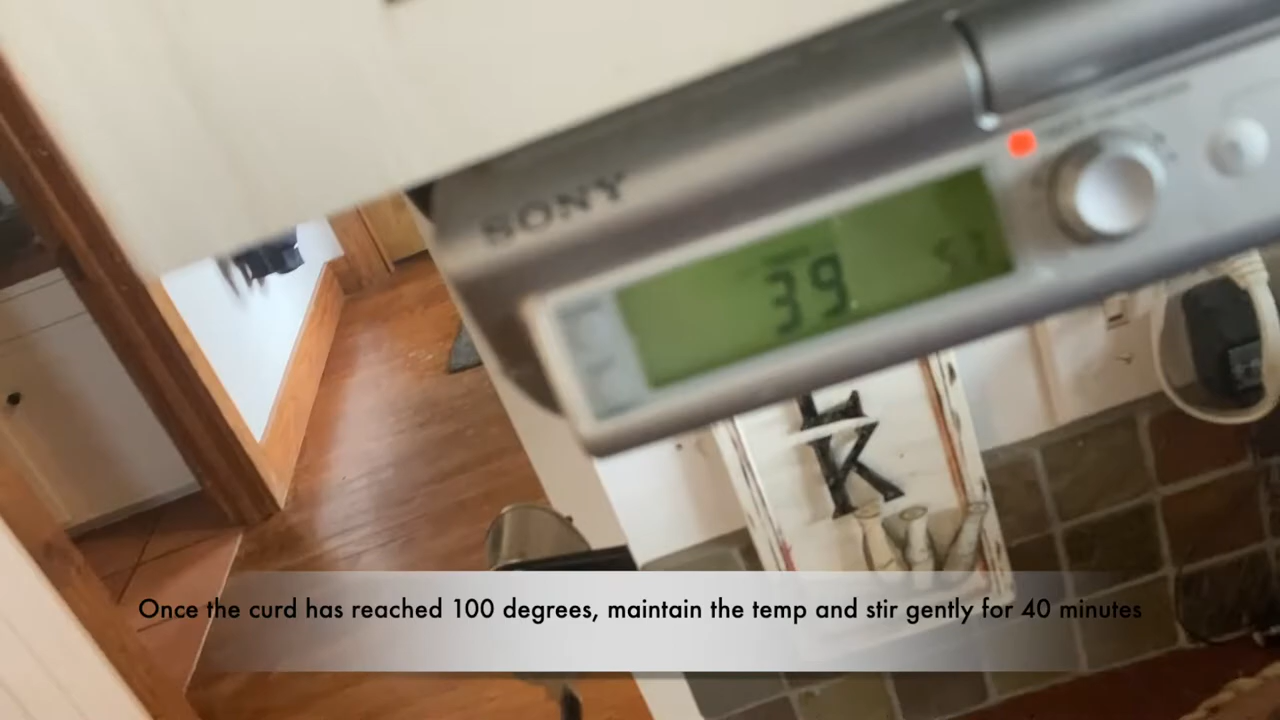 SONY
39
K
Once the curd has reached 100 degrees, maintain the temp and stir gently for 40 minutes